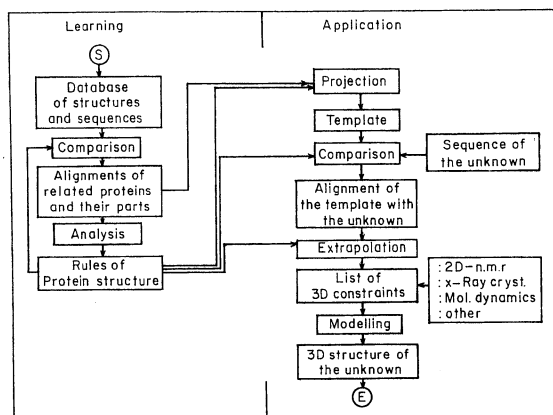 Learning
Application
S
Database
of structures
and sequences
Comparison
Alignments of
related proteins
and their parts
Analysis
Rules of
Protein structure
Projection
Template
Comparison
Sequence of
the unknown
Alignment of
the template with
the unknown
Extrapolation
List of
3D constraints
: 2D-n.m.r
: x-Ray cryst.
: Mol. dynamics
: other
Modelling
3D structure of
the unknown
E